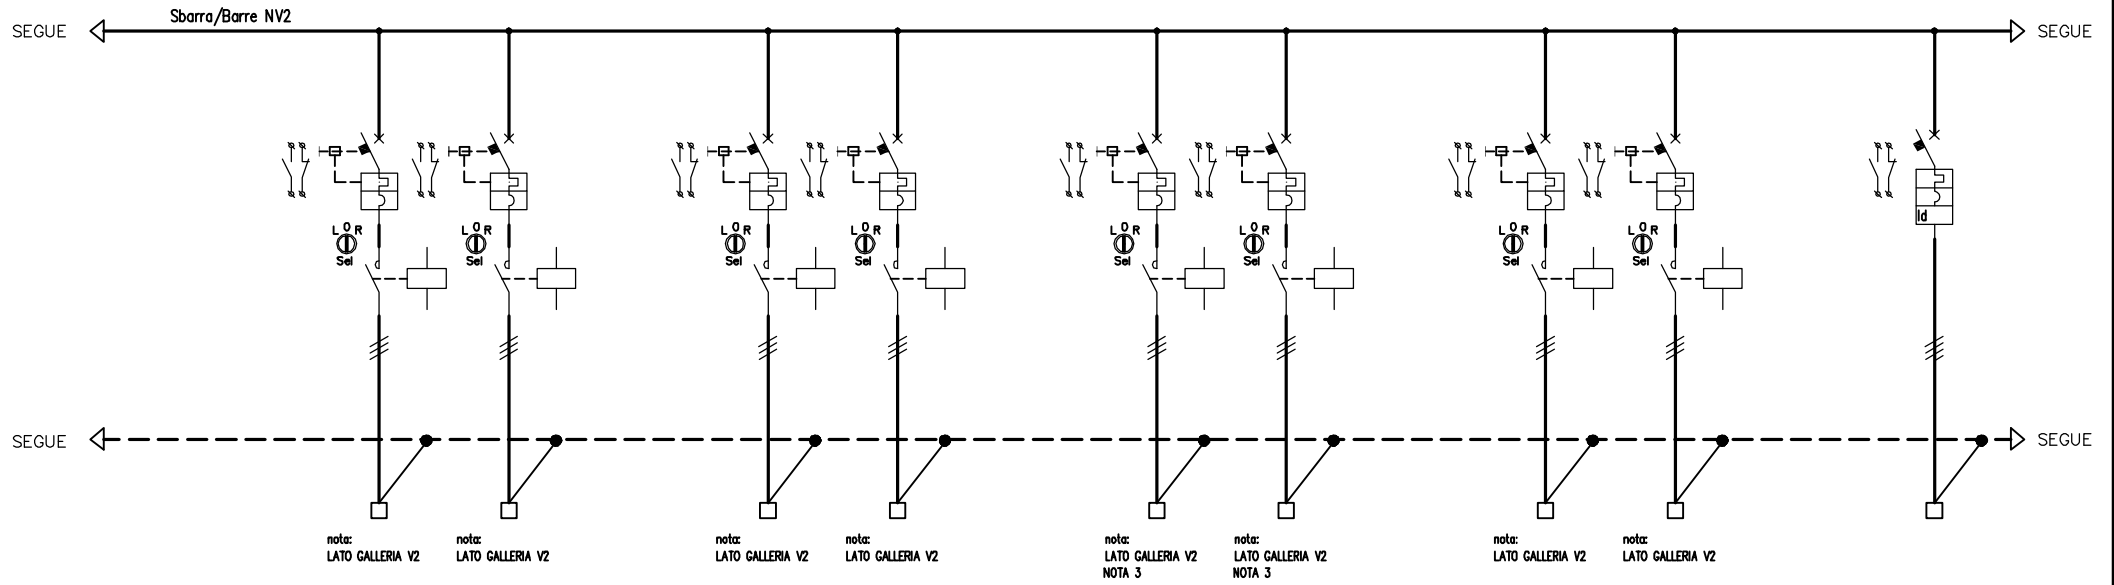 Sbarra/Barre NV2
SEGUE SEGUE
L O R L O R L O R L O R L O R L O R L O R L O R
Sel Sel Sel Sel Sel Sel Sel Sel
Id
SEGUE SEGUE
nota: nota: nota: nota: nota: nota: nota: nota:
LATO GALLERIA V2 LATO GALLERIA V2 LATO GALLERIA V2 LATO GALLERIA V2 LATO GALLERIA V2 LATO GALLERIA V2 LATO GALLERIA V2 LATO GALLERIA V2
NOTA 3 NOTA 3